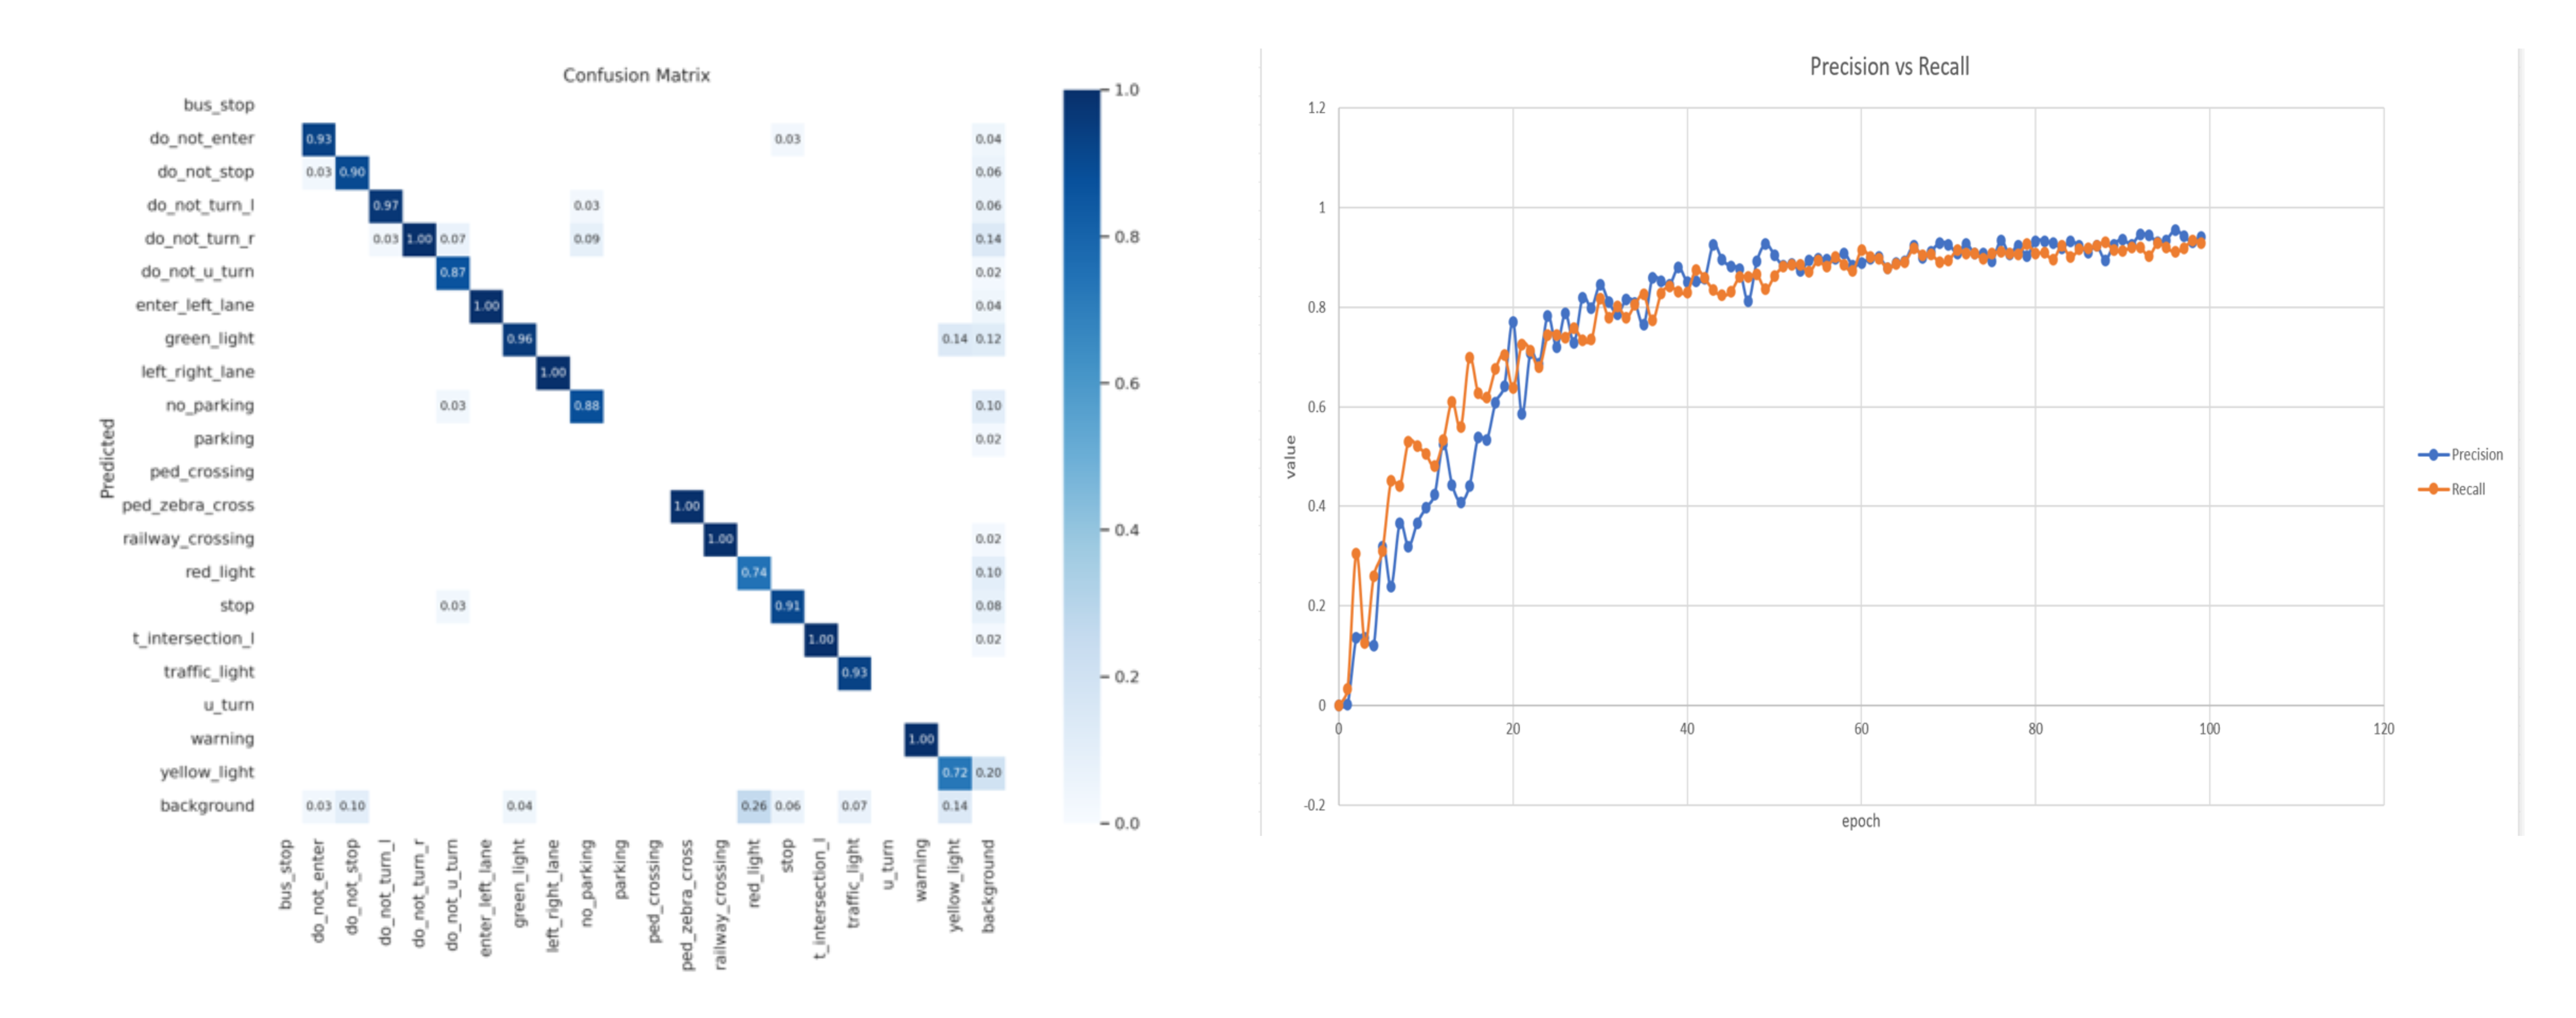 Confusion Matrix
bus_stop
do_not_enter 0.93 0.03 0.04
do_not_stop 0.03 0.90 0.06
do_not_turn_l 0.97 0.03 0.06
do_not_turn_r 0.03 1.00 0.07 0.09 0.14
do_not_u_turn 0.87 0.02
enter_left_lane 1.00 0.04
green_light 0.96 0.14 0.12
left_right_lane 1.00
no_parking 0.03 0.88 0.10
parking 0.02
ped_crossing
ped_zebra_cross 1.00
railway_crossing 1.00 0.02
red_light 0.74 0.10
stop 0.03 0.91 0.08
t_intersection_l 1.00 0.02
traffic_light 0.93
u_turn
warning 1.00
yellow_light 0.72 0.20
background 0.03 0.10 0.04 0.26 0.06 0.07 0.14
Predicted
bus_stop
do_not_enter
do_not_stop
do_not_turn_l
do_not_turn_r
do_not_u_turn
enter_left_lane
green_light
left_right_lane
no_parking
parking
ped_crossing
ped_zebra_cross
railway_crossing
red_light
stop
t_intersection_l
traffic_light
u_turn
warning
yellow_light
background
1.0
0.8
0.6
0.4
0.2
0.0
Precision vs Recall
1.2
1
0.8
0.6
0.4
0.2
0
-0.2
value
0 20 40 60 80 100 120
epoch
Precision
Recall